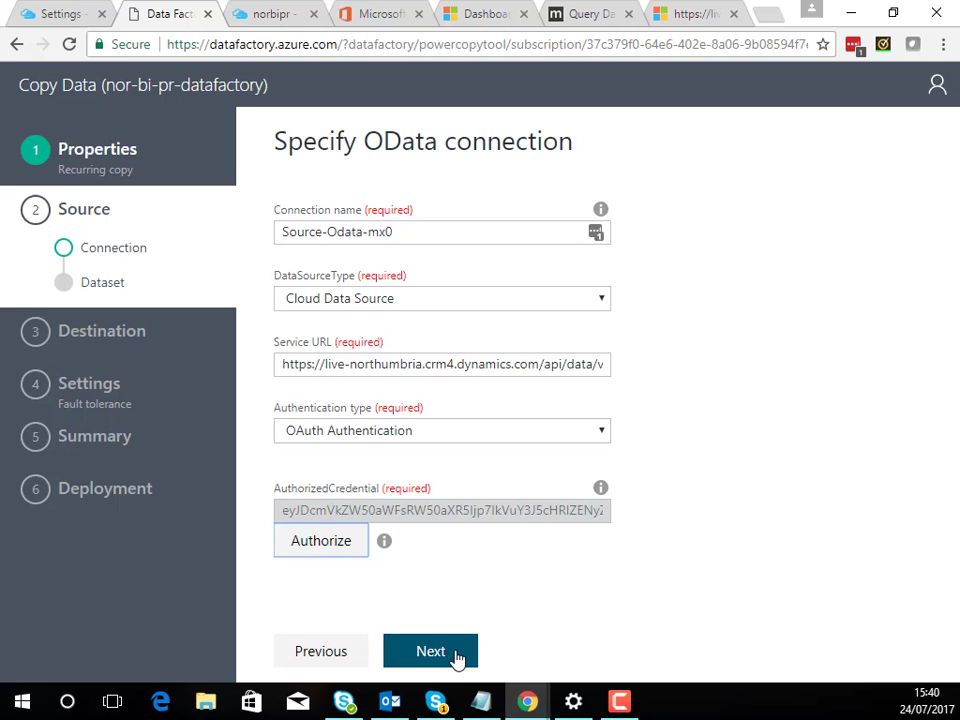 Settings -
Data Fact
norbipr -
Microsoft
Dashboa
Query Da
https://liv
Secure
https://datafactory.azure.com/?datafactory/powercopytool/subscription/37c379f0-64e6-402e-8a06-9b08594f7
1
Copy Data (nor-bi-pr-datafactory)
1
Properties
Recurring copy
2
Source
Connection
Dataset
3
Destination
4
Settings
Fault tolerance
5
Summary
6
Deployment
Specify OData connection
Connection name (required)
Source-Odata-mx0
1
DataSourceType (required)
Cloud Data Source
Service URL (required)
https://live-northumbria.crm4.dynamics.com/api/data/v
Authentication type (required)
OAuth Authentication
AuthorizedCredential (required)
Authorize
Previous
Next
15:40
24/07/2017